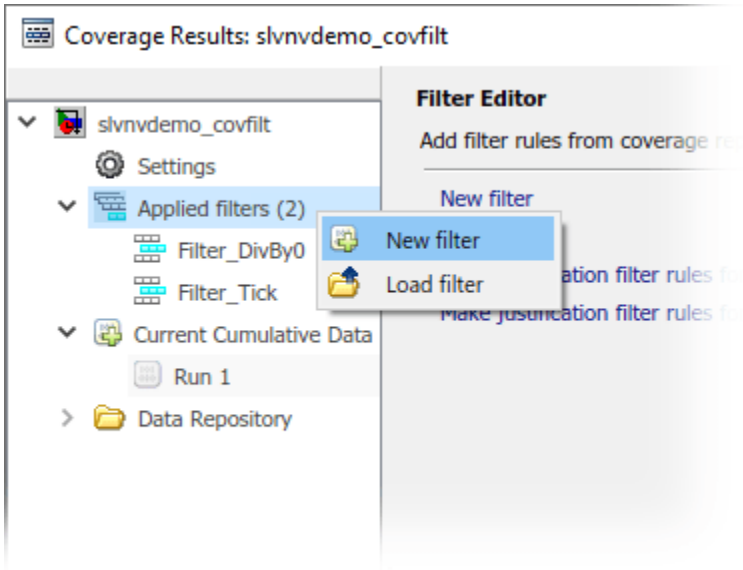 Coverage Results: slvnvdemo_covfilt
slvnvdemo_covfilt
Settings
Applied filters (2)
Filter_DivBy0
Filter_Tick
Current Cumulative Data
Run 1
Data Repository
New filter
Load filter
Filter Editor
Add filter rules from coverage
New filter
ation filter rules
Make justification filter rules